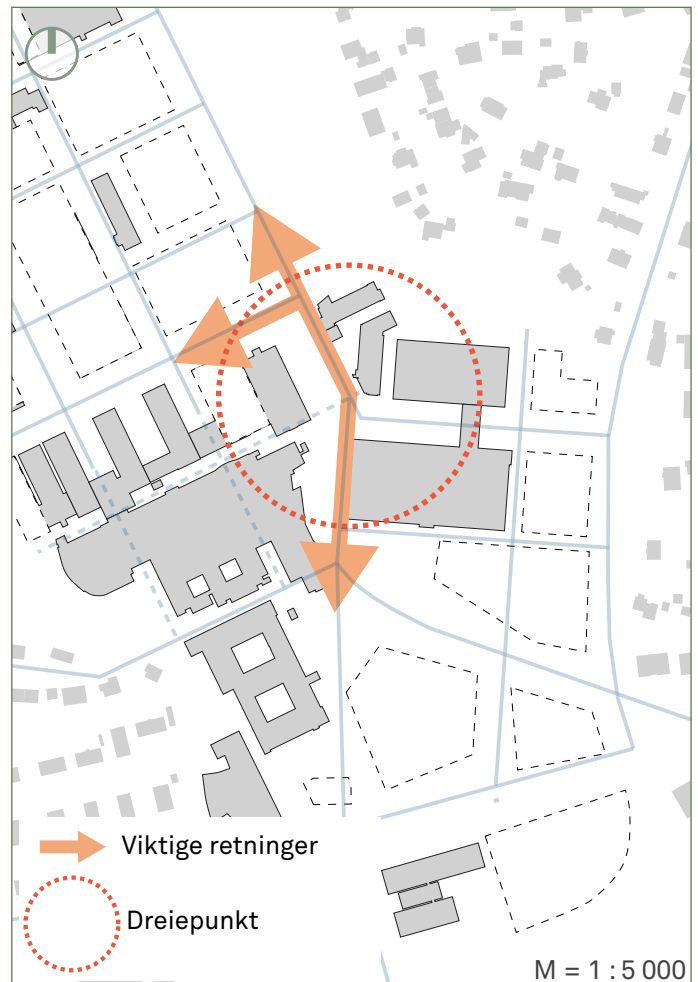 Viktige retninger
Dreiepunkt
M = 1 : 5 000